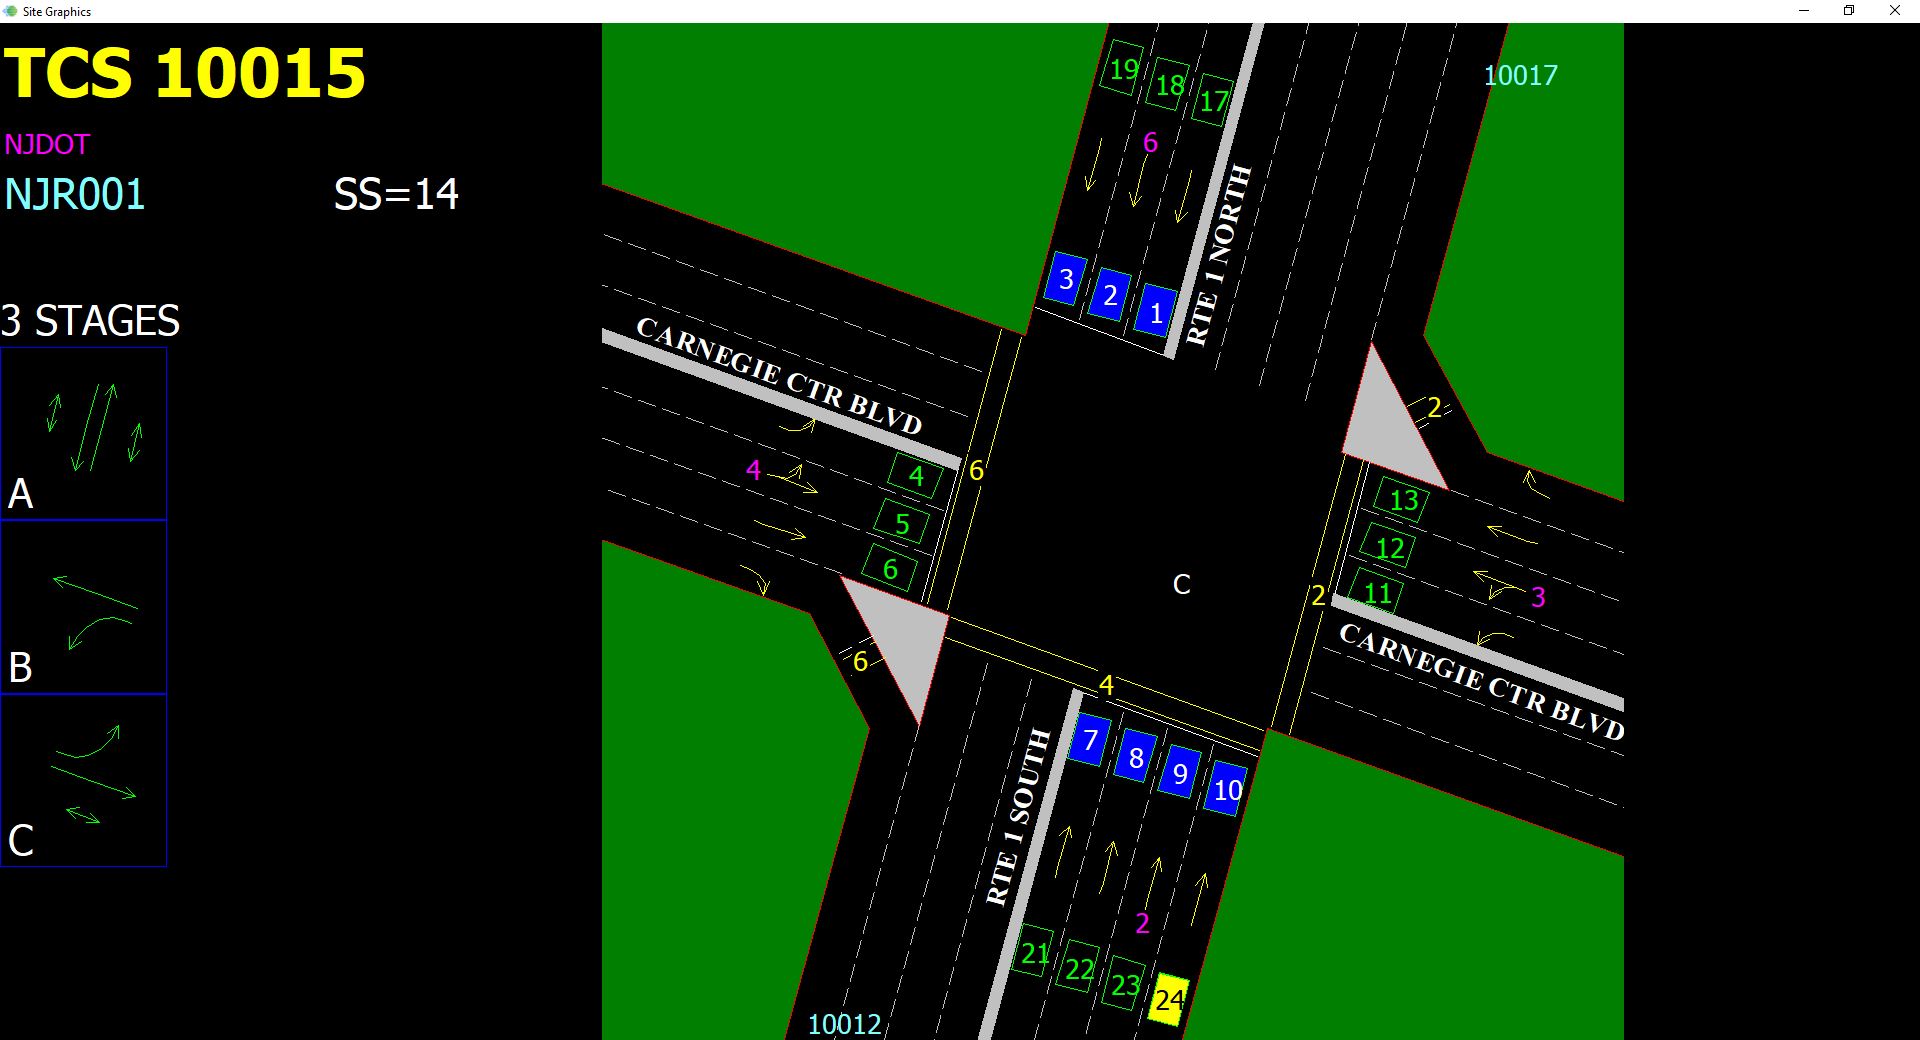 Site Graphics
TCS 10015
NJDOT
NJR001 SS=14
3 STAGES
A
B
C
19
18
17
10017
6
RTE 1 NORTH
3
2
1
CARNEGIE CTR BLVD
2
4
4
6
5
6
13
12
11
3
C
2
CARNEGIE CTR BLVD
6
4
7
8
9
10
RTE 1 SOUTH
2
21
22
23
24
10012